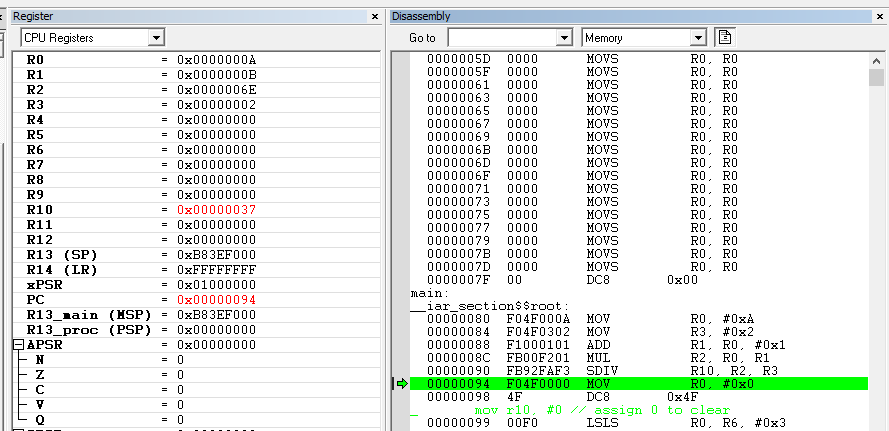 Register
CPU Registers
R0 = 0x0000000A
R1 = 0x0000000B
R2 = 0x0000006E
R3 = 0x00000002
R4 = 0x00000000
R5 = 0x00000000
R6 = 0x00000000
R7 = 0x00000000
R8 = 0x00000000
R9 = 0x00000000
R10 = 0x00000037
R11 = 0x00000000
R12 = 0x00000000
R13 (SP) = 0xB83EF000
R14 (LR) = 0xFFFFFFFF
xPSR = 0x01000000
PC = 0x00000094
R13_main (MSP) = 0xB83EF000
R13_proc (PSP) = 0x00000000
APSR = 0x00000000
N = 0
Z = 0
C = 0
V = 0
Q = 0
Disassembly
Go to Memory
0000005D 0000 MOVS R0, R0
0000005F 0000 MOVS R0, R0
00000061 0000 MOVS R0, R0
00000063 0000 MOVS R0, R0
00000065 0000 MOVS R0, R0
00000067 0000 MOVS R0, R0
00000069 0000 MOVS R0, R0
0000006B 0000 MOVS R0, R0
0000006D 0000 MOVS R0, R0
0000006F 0000 MOVS R0, R0
00000071 0000 MOVS R0, R0
00000073 0000 MOVS R0, R0
00000075 0000 MOVS R0, R0
00000077 0000 MOVS R0, R0
00000079 0000 MOVS R0, R0
0000007B 0000 MOVS R0, R0
0000007D 0000 MOVS R0, R0
0000007F 00 DC8 0x00
main:
__iar_section$$root:
00000080 F04F000A MOV R0, #0xA
00000084 F04F0302 MOV R3, #0x2
00000088 F1000101 ADD R1, R0, #0x1
0000008C FB00F201 MUL R2, R0, R1
00000090 FB92FAF3 SDIV R10, R2, R3
00000094 F04F0000 MOV R0, #0x0
00000098 4F DC8 0x4F
mov r10, #0 // assign 0 to clear
00000099 00F0 LSLS R0, R6, #0x3